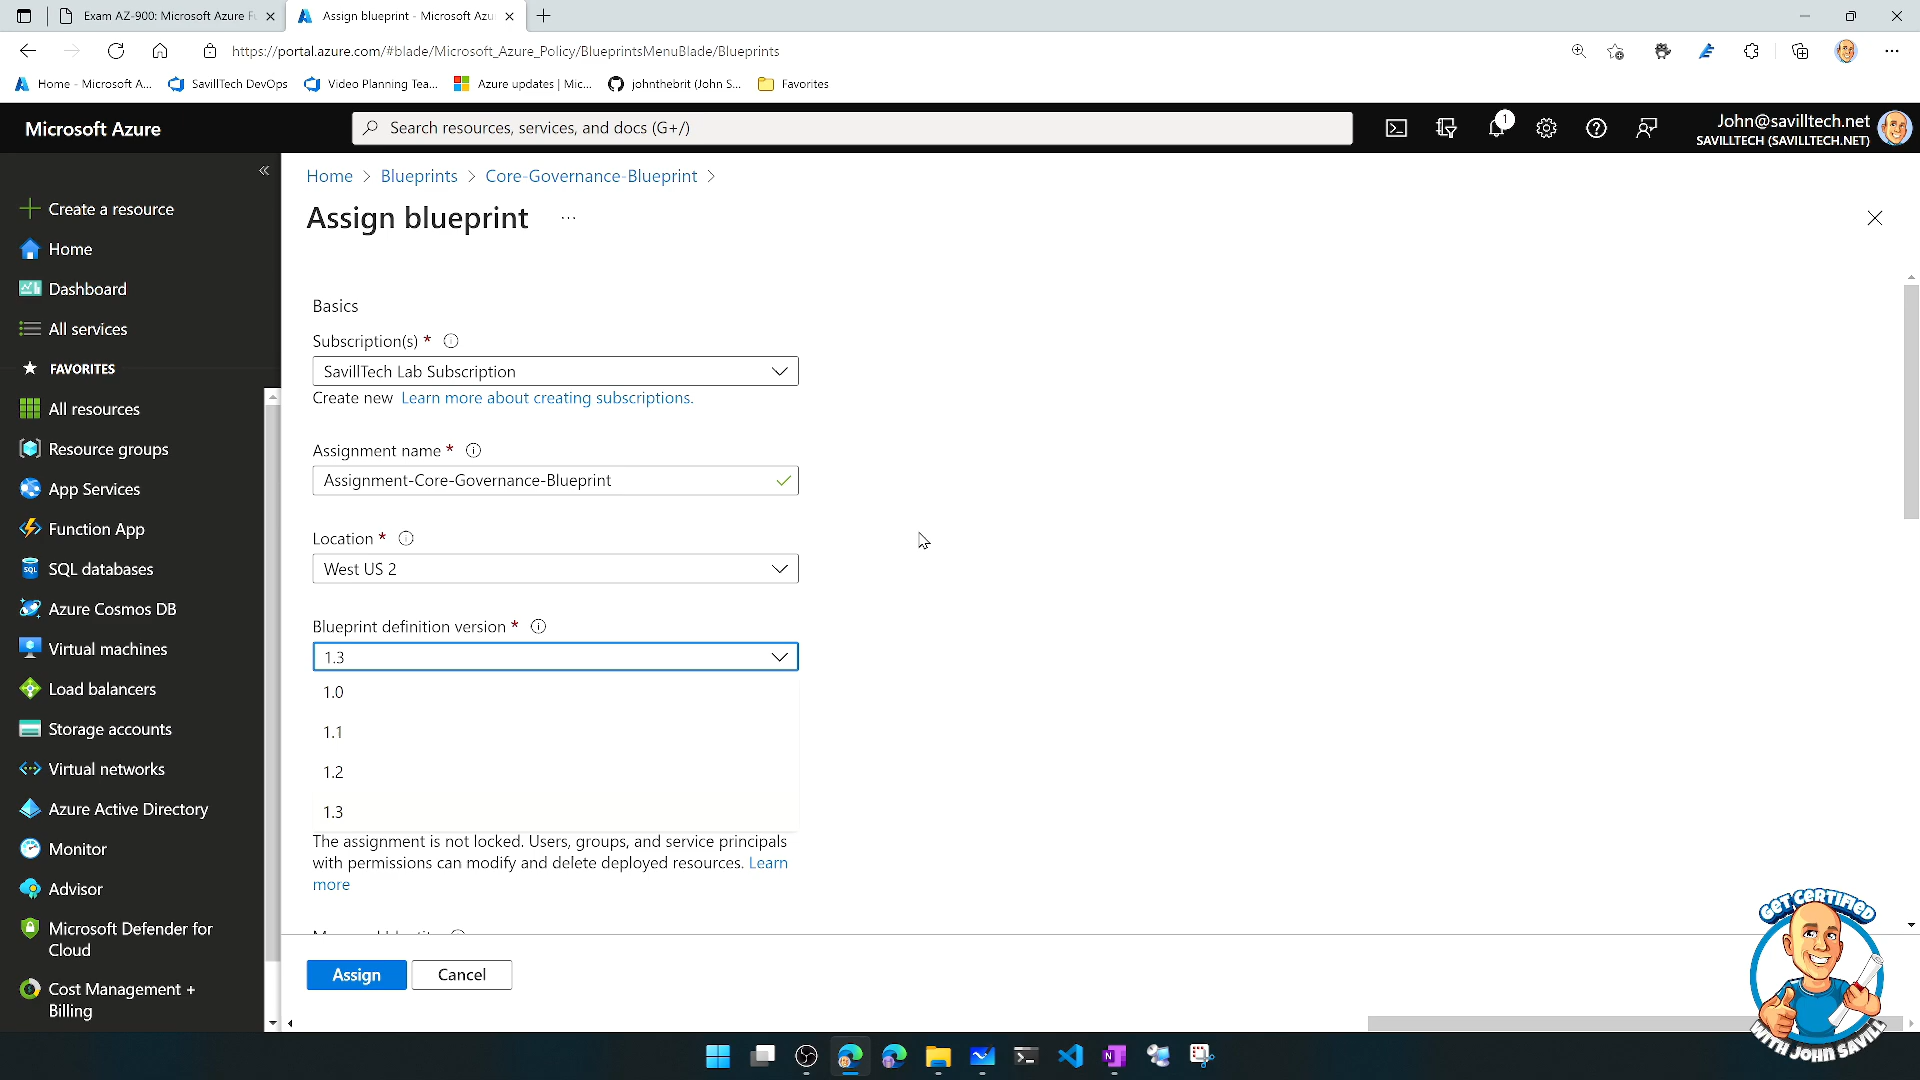 Exam AZ-900: Microsoft Azure Fu
Assign blueprint - Microsoft Azu
https://portal.azure.com/#blade/Microsoft_Azure_Policy/BlueprintsMenuBlade/Blueprints
Home - Microsoft A...
SavillTech DevOps
Video Planning Tea...
Azure updates | Mic...
johnthebrit (John S...
Favorites
Microsoft Azure
Search resources, services, and docs (G+/)
1
John@savilltech.net
SAVILLTECH (SAVILLTECH.NET)
Create a resource
Home
Dashboard
All services
FAVORITES
All resources
Resource groups
App Services
Function App
SQL databases
Azure Cosmos DB
Virtual machines
Load balancers
Storage accounts
Virtual networks
Azure Active Directory
Monitor
Advisor
Microsoft Defender for
Cloud
Cost Management +
Billing
Home > Blueprints > Core-Governance-Blueprint >
Assign blueprint ...
Basics
Subscription(s) *
SavillTech Lab Subscription
Create new Learn more about creating subscriptions.
Assignment name *
Assignment-Core-Governance-Blueprint
Location *
West US 2
Blueprint definition version *
1.3
1.0
1.1
1.2
1.3
The assignment is not locked. Users, groups, and service principals
with permissions can modify and delete deployed resources. Learn
more
Assign
Cancel
GET CERTIFIED
WITH JOHN SAVILL